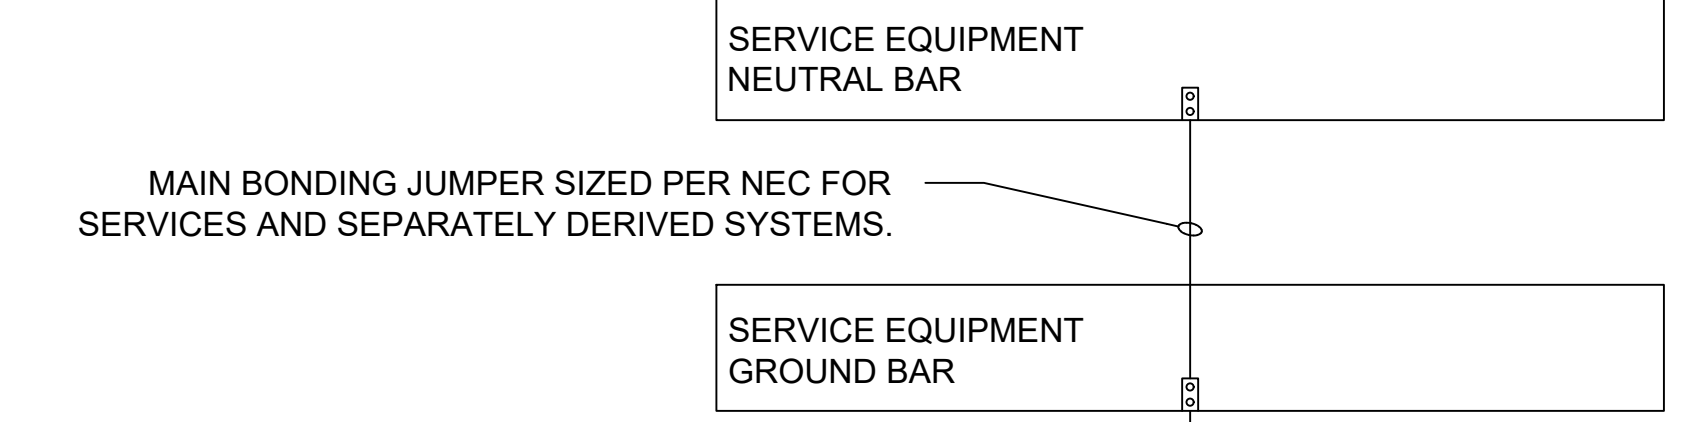 SERVICE EQUIPMENT
NEUTRAL BAR
MAIN BONDING JUMPER SIZED PER NEC FOR
SERVICES AND SEPARATELY DERIVED SYSTEMS.
SERVICE EQUIPMENT
GROUND BAR